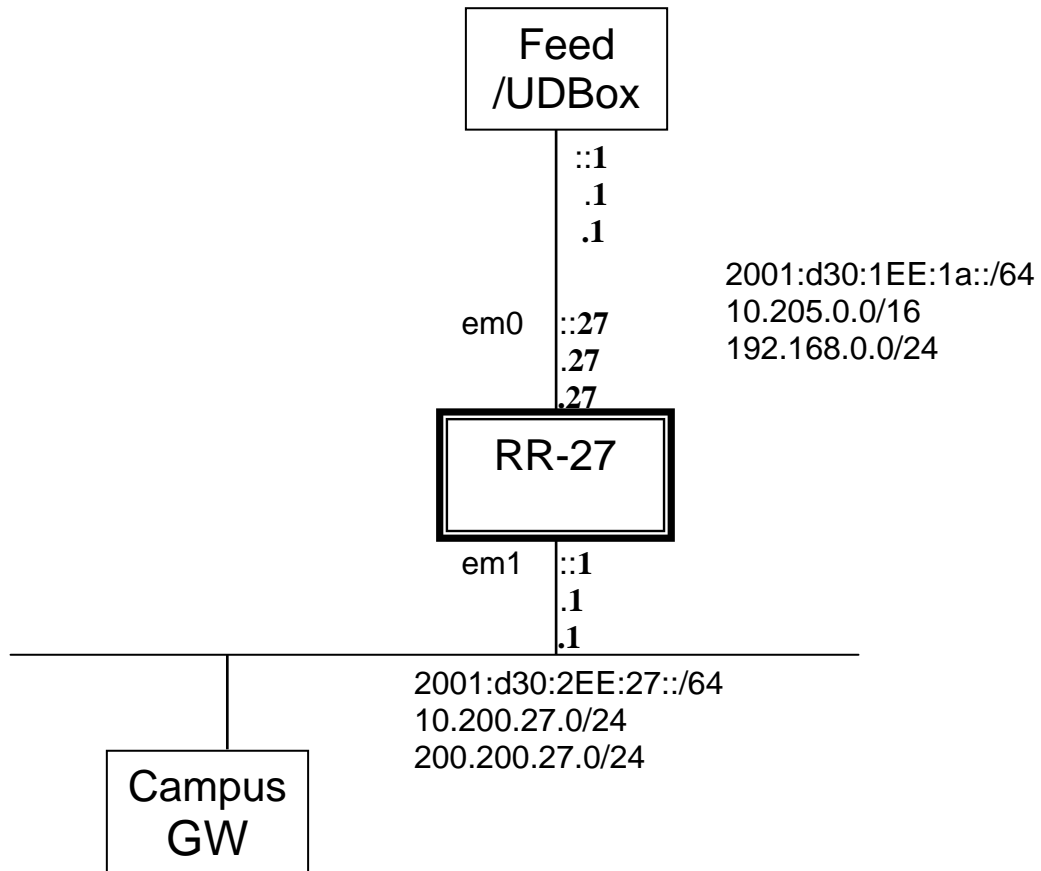 Feed
/UDBox
::1
.1
.1
2001:d30:1EE:1a::/64
10.205.0.0/16
192.168.0.0/24
em0
::27
.27
.27
RR-27
em1
::1
.1
.1
2001:d30:2EE:27::/64
10.200.27.0/24
200.200.27.0/24
Campus
GW